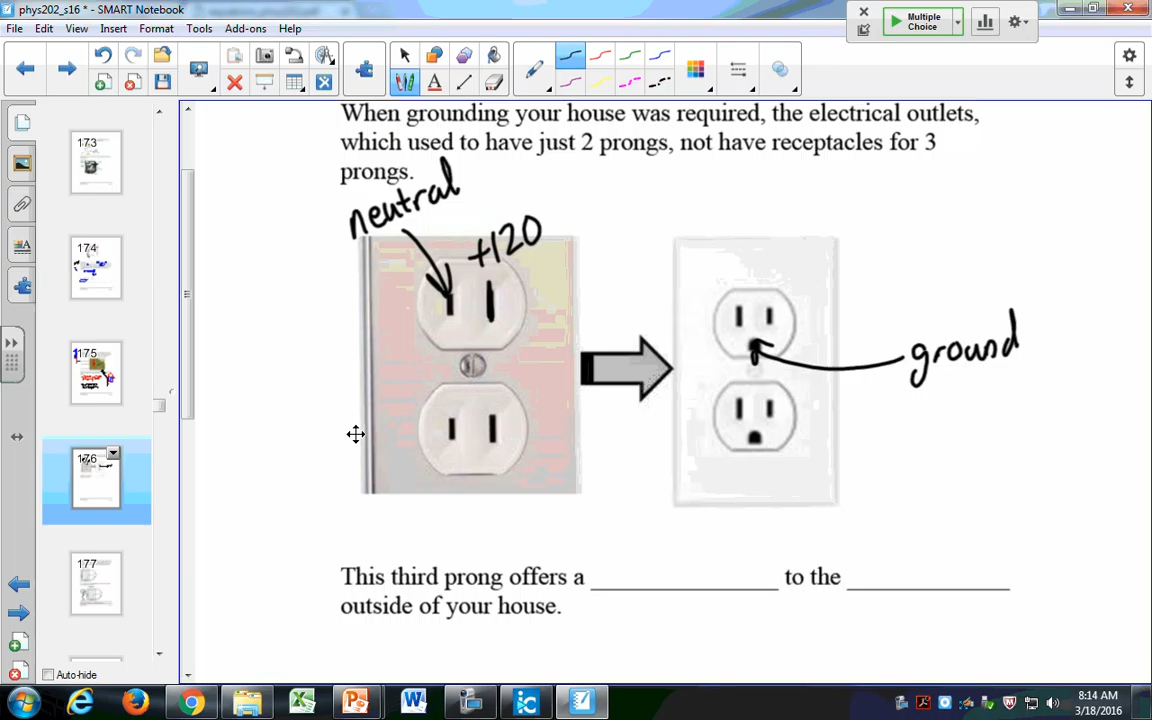 phys202_s16 * - SMART Notebook
Multiple
Choice
File Edit View Insert Format Tools Add-ons Help
When grounding your house was required, the electrical outlets,
which used to have just 2 prongs, not have receptacles for 3
prongs.
neutral
+120
ground
This third prong offers a _______________ to the _____________
outside of your house.
173
174
175
176
177
Auto-hide
8:14 AM
3/18/2016